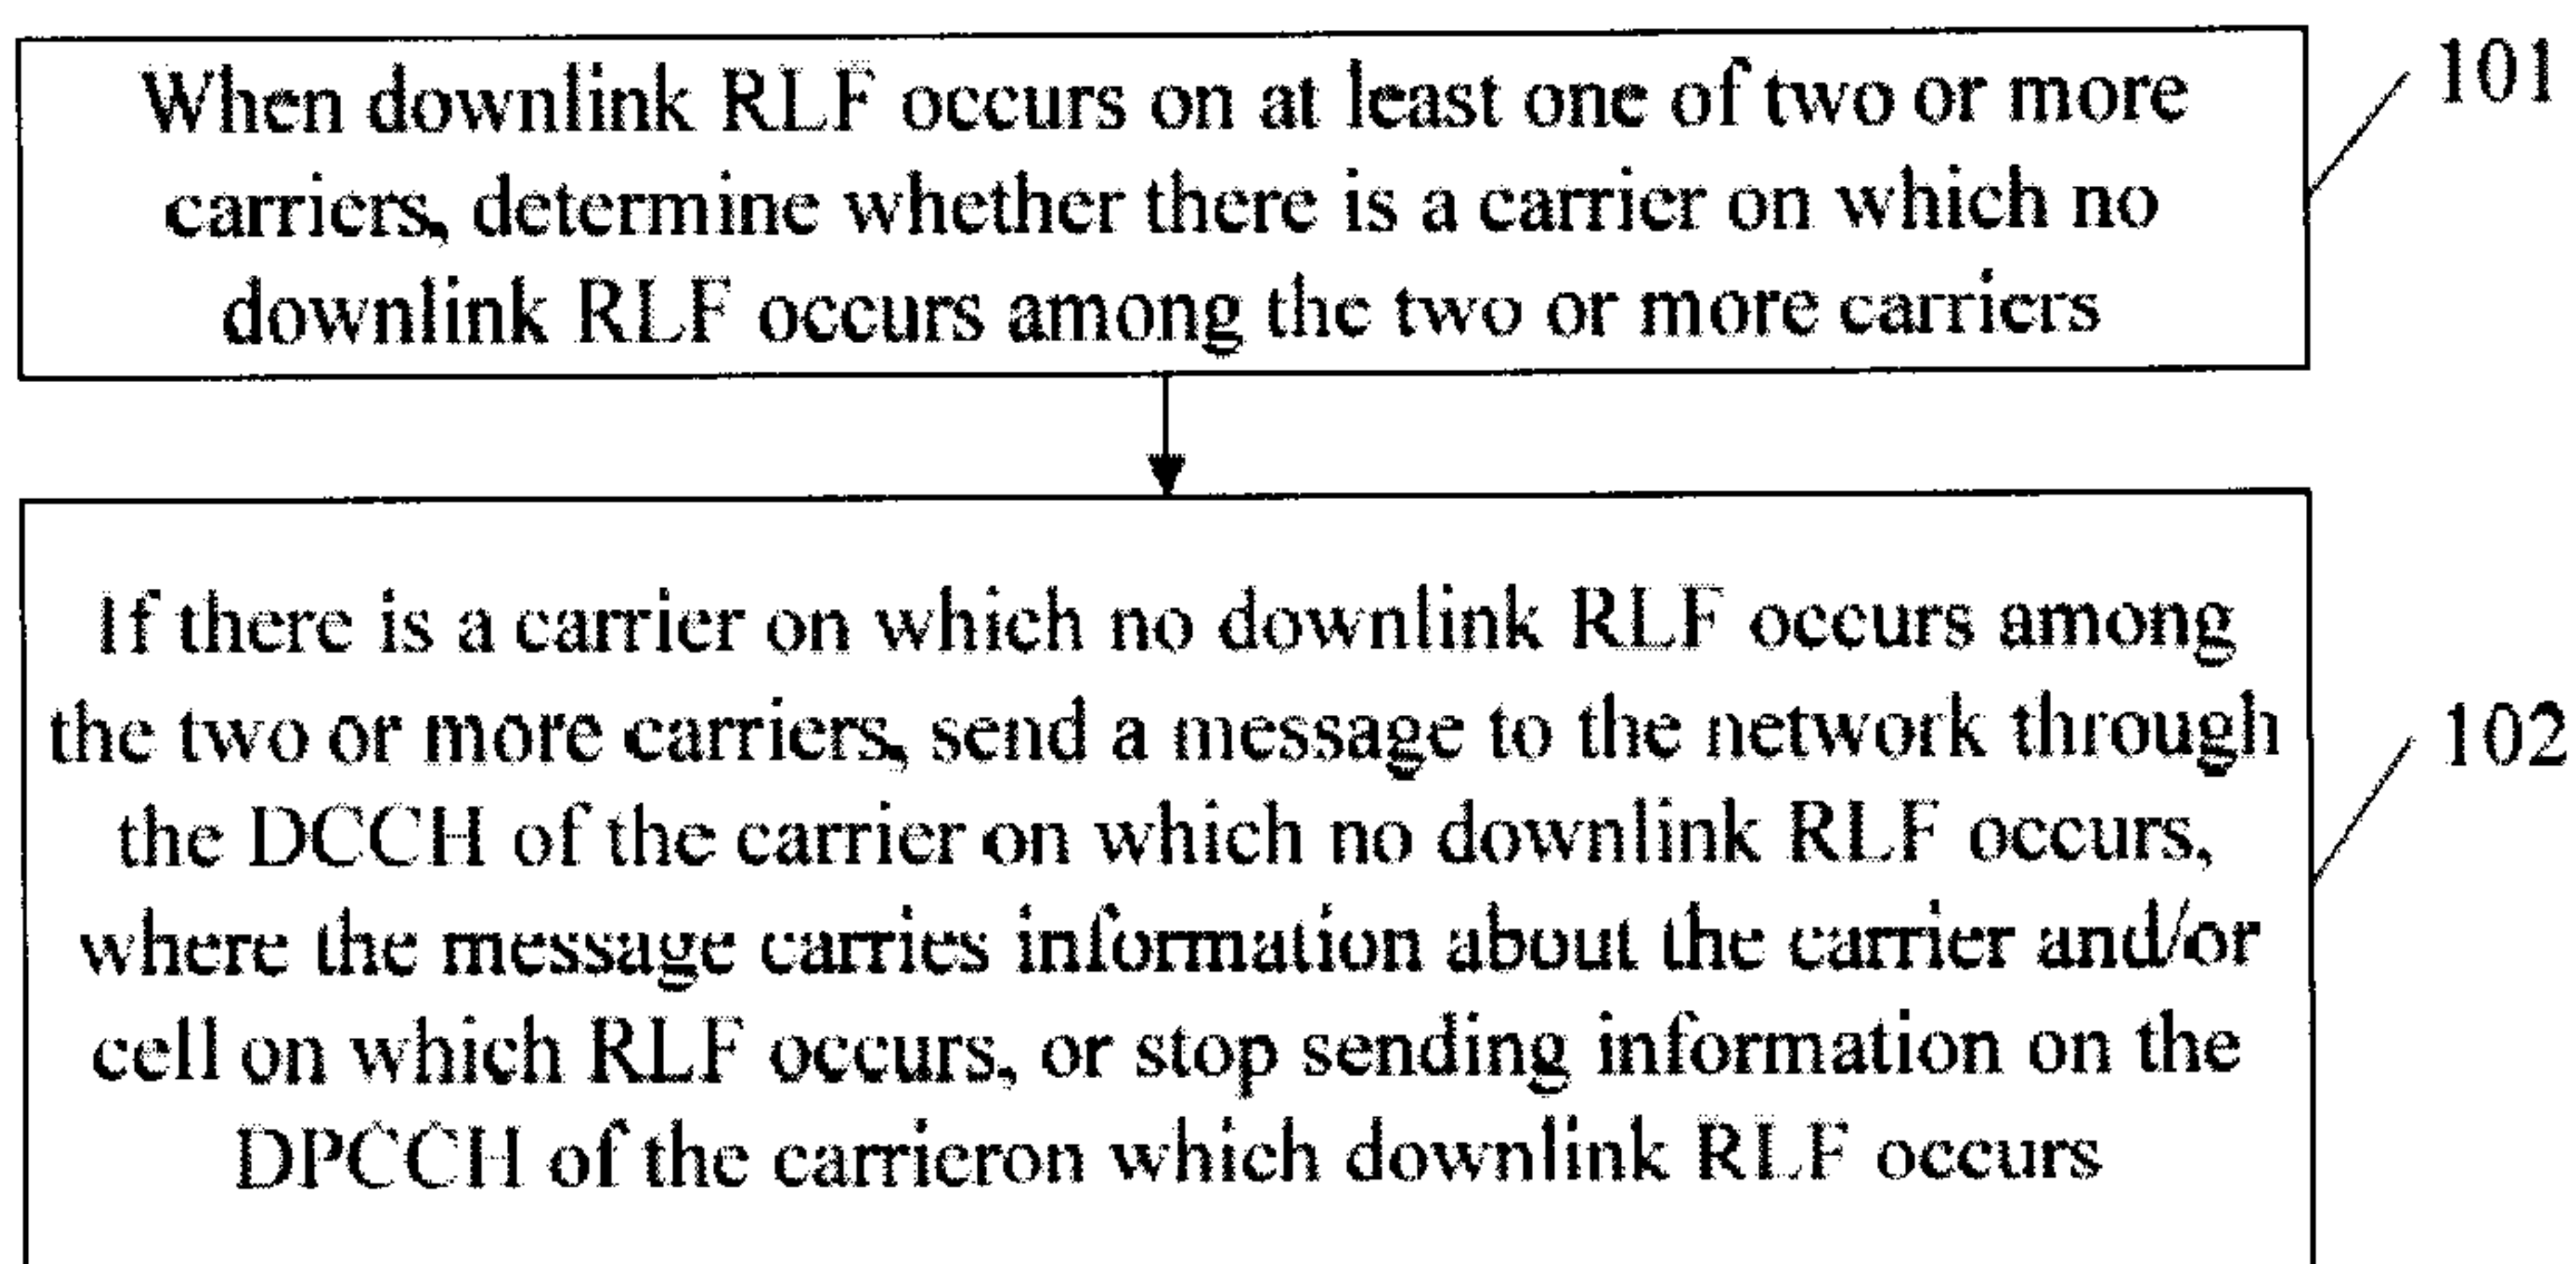 When downlink RLF occurs on at least one of two or more
101
carriers, determine whether there is a carrier on which no
downlink RLF occurs among the two or more carriers
If there is a carrier on which no downlink RLF occurs among
the two or more carriers, send a message to the network through
102
the DCCH of the carrier on which no downlink RLF occurs,
where the message carries information about the carrier and/or
cell on which RLF occurs, or stop sending information on the
DPCCH of the carrieron which downlink RLF occurs